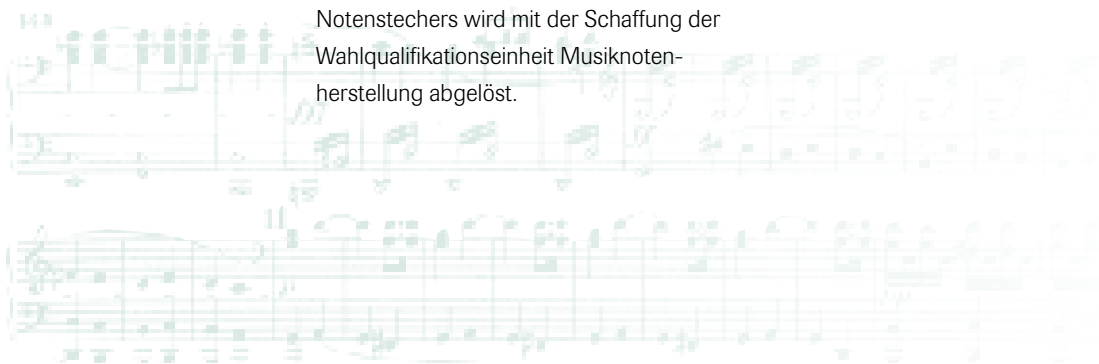 Notenstechers wird mit der Schaffung der
Wahlqualifikationseinheit Musiknoten-
herstellung abgelöst.